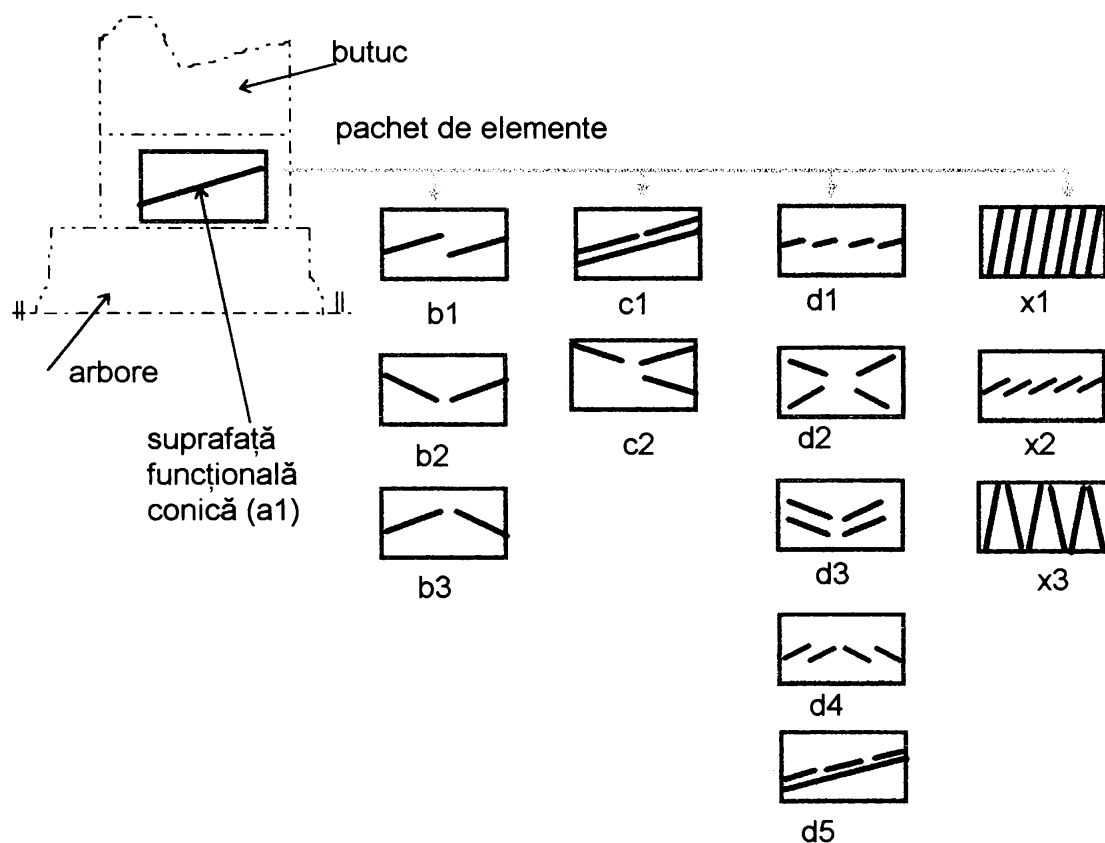 butuc
pachet de elemente
arbore
suprafață
funcțională
conică (a1)
b1
c1
d1
x1
b2
c2
d2
x2
b3
d3
x3
d4
d5